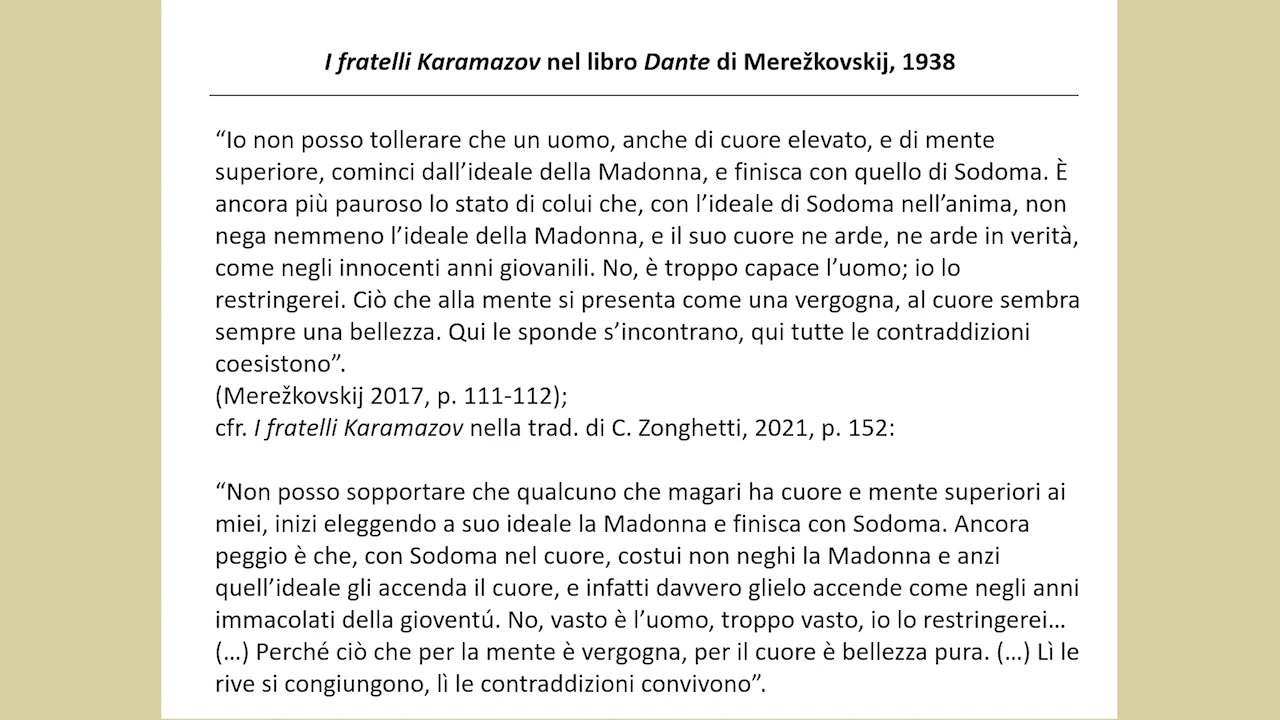 I fratelli Karamazov nel libro Dante di Merežkovskij, 1938
“Io non posso tollerare che un uomo, anche di cuore elevato, e di mente
superiore, cominci dall’ideale della Madonna, e finisca con quello di Sodoma. È
ancora più pauroso lo stato di colui che, con l’ideale di Sodoma nell’anima, non
nega nemmeno l’ideale della Madonna, e il suo cuore ne arde, ne arde in verità,
come negli innocenti anni giovanili. No, è troppo capace l’uomo; io lo
restringerei. Ciò che alla mente si presenta come una vergogna, al cuore sembra
sempre una bellezza. Qui le sponde s’incontrano, qui tutte le contraddizioni
coesistono”.
(Merežkovskij 2017, p. 111-112);
cfr. I fratelli Karamazov nella trad. di C. Zonghetti, 2021, p. 152:
“Non posso sopportare che qualcuno che magari ha cuore e mente superiori ai
miei, inizi eleggendo a suo ideale la Madonna e finisca con Sodoma. Ancora
peggio è che, con Sodoma nel cuore, costui non neghi la Madonna e anzi
quell’ideale gli accenda il cuore, e infatti davvero glielo accende come negli anni
immacolati della gioventú. No, vasto è l’uomo, troppo vasto, io lo restringerei…
(…) Perché ciò che per la mente è vergogna, per il cuore è bellezza pura. (…) Lì le
rive si congiungono, lì le contraddizioni convivono”.